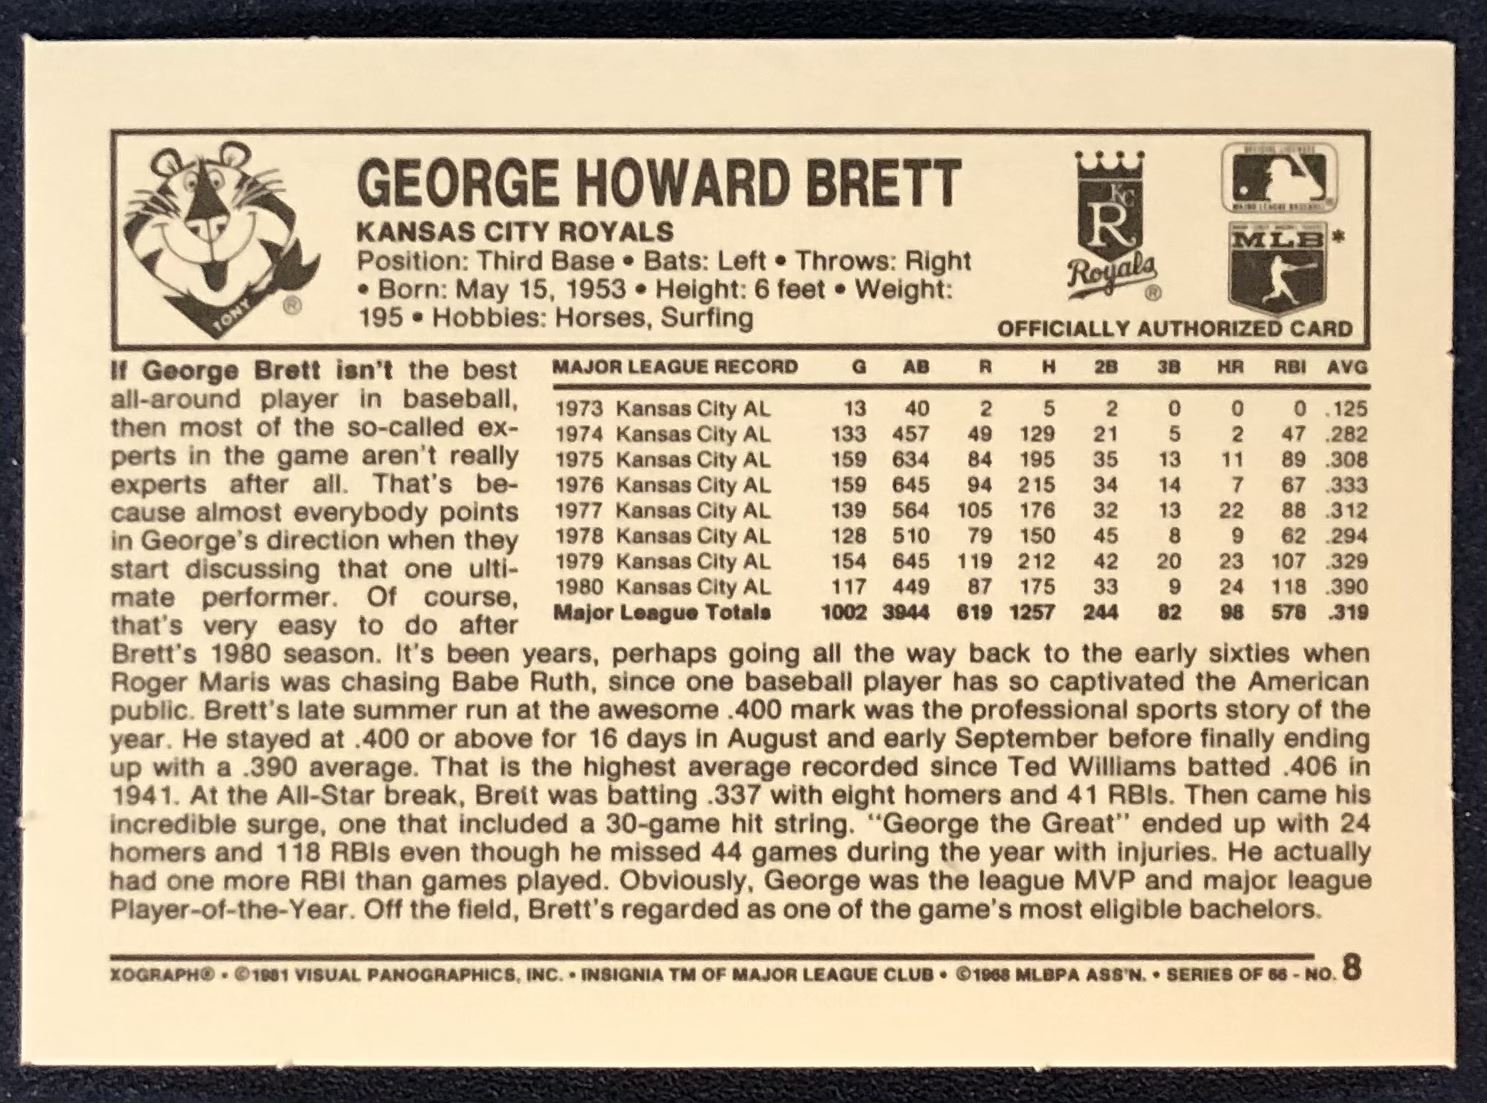 GEORGE HOWARD BRETT
KANSAS CITY ROYALS
Position: Third Base • Bats: Left • Throws: Right
• Born: May 15, 1953 • Height: 6 feet • Weight:
195 • Hobbies: Horses, Surfing
TONY ®
KC
R
Royals ®
MLB*
OFFICIALLY AUTHORIZED CARD
If George Brett isn't the best
all-around player in baseball,
then most of the so-called ex-
perts in the game aren't really
experts after all. That's be-
cause almost everybody points
in George's direction when they
start discussing that one ulti-
mate performer. Of course,
that's very easy to do after
MAJOR LEAGUE RECORD G AB R H 2B 3B HR RBI AVG
1973 Kansas City AL 13 40 2 5 2 0 0 0 .125
1974 Kansas City AL 133 457 49 129 21 5 2 47 .282
1975 Kansas City AL 159 634 84 195 35 13 11 89 .308
1976 Kansas City AL 159 645 94 215 34 14 7 67 .333
1977 Kansas City AL 139 564 105 176 32 13 22 88 .312
1978 Kansas City AL 128 510 79 150 45 8 9 62 .294
1979 Kansas City AL 154 645 119 212 42 20 23 107 .329
1980 Kansas City AL 117 449 87 175 33 9 24 118 .390
Major League Totals 1002 3944 619 1257 244 82 98 578 .319
Brett's 1980 season. It's been years, perhaps going all the way back to the early sixties when
Roger Maris was chasing Babe Ruth, since one baseball player has so captivated the American
public. Brett's late summer run at the awesome .400 mark was the professional sports story of the
year. He stayed at .400 or above for 16 days in August and early September before finally ending
up with a .390 average. That is the highest average recorded since Ted Williams batted .406 in
1941. At the All-Star break, Brett was batting .337 with eight homers and 41 RBIs. Then came his
incredible surge, one that included a 30-game hit string. "George the Great" ended up with 24
homers and 118 RBIs even though he missed 44 games during the year with injuries. He actually
had one more RBI than games played. Obviously, George was the league MVP and major league
Player-of-the-Year. Off the field, Brett's regarded as one of the game's most eligible bachelors.
XOGRAPH® • ©1981 VISUAL PANOGRAPHICS, INC. • INSIGNIA TM OF MAJOR LEAGUE CLUB • ©1968 MLBPA ASS'N. • SERIES OF 66 - NO. 8